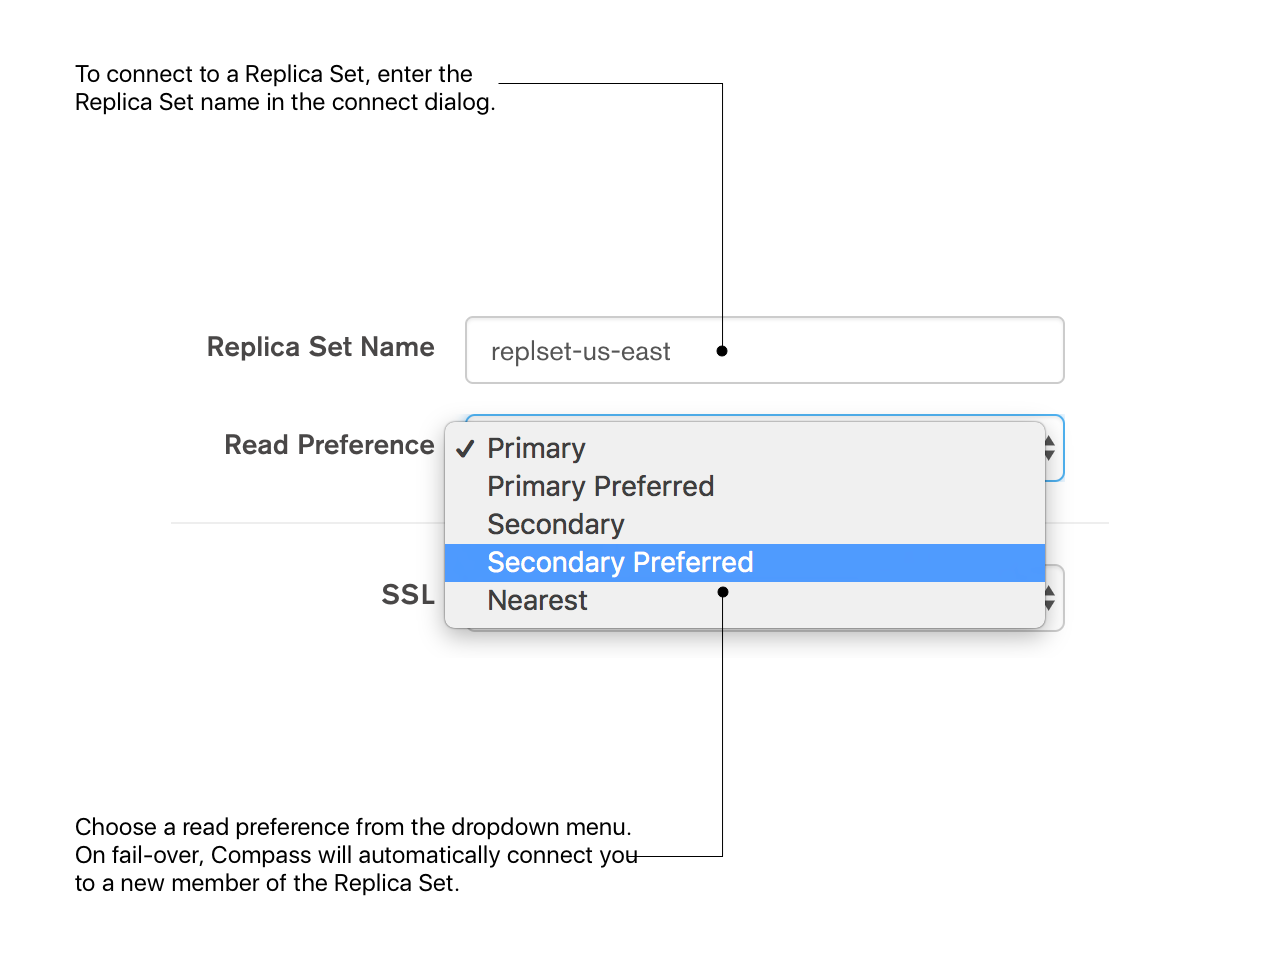 To connect to a Replica Set, enter the
Replica Set name in the connect dialog.
Replica Set Name
replset-us-east
Read Preference
✓ Primary
Primary Preferred
Secondary
Secondary Preferred
SSL
Nearest
Choose a read preference from the dropdown menu.
On fail-over, Compass will automatically connect you
to a new member of the Replica Set.